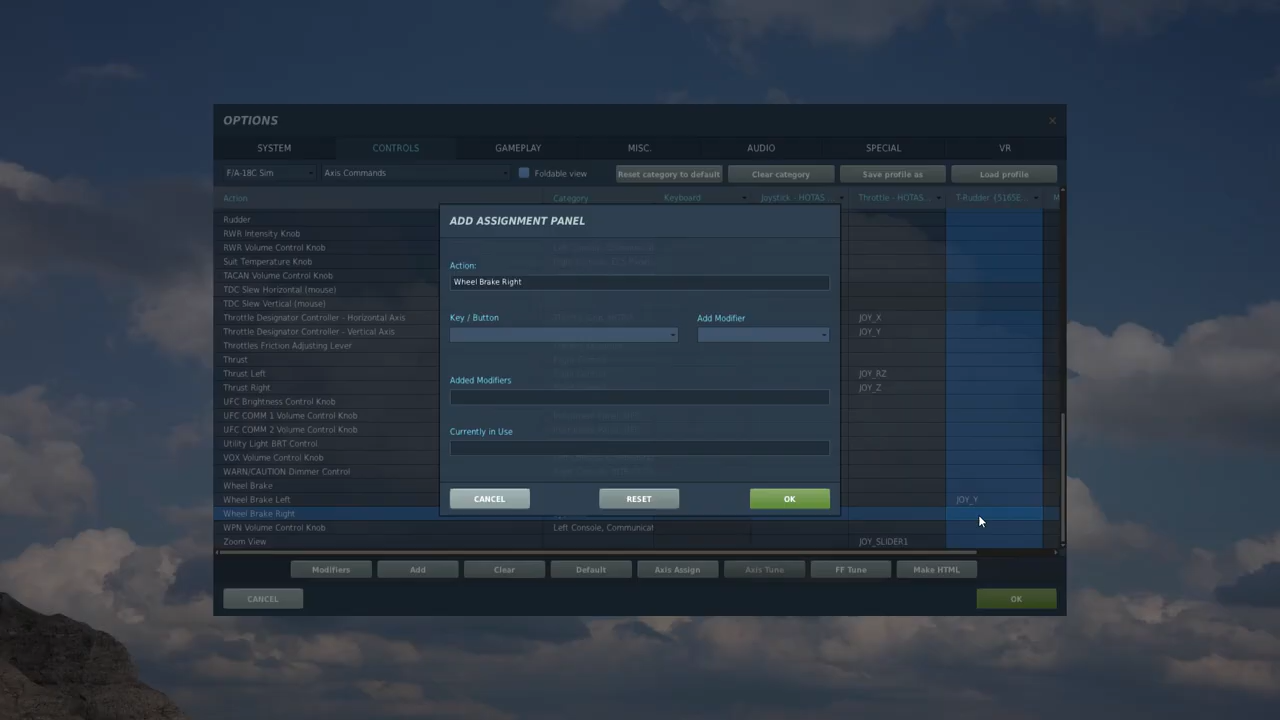 OPTIONS
SYSTEM CONTROLS GAMEPLAY MISC. AUDIO SPECIAL VR
F/A-18C Sim Axis Commands Foldable view Reset category to default Clear category Save profile as Load profile
Action Category Keyboard Joystick - HOTAS... Throttle - HOTAS... T-Rudder {5165E...
ADD ASSIGNMENT PANEL
Action:
Wheel Brake Right
Key / Button Add Modifier
Added Modifiers
Currently in Use
CANCEL RESET OK
Rudder
RWR Intensity Knob
RWR Volume Control Knob
Suit Temperature Knob
TACAN Volume Control Knob
TDC Slew Horizontal (mouse)
TDC Slew Vertical (mouse)
Throttle Designator Controller - Horizontal Axis JOY_X
Throttle Designator Controller - Vertical Axis JOY_Y
Throttles Friction Adjusting Lever
Thrust
Thrust Left JOY_RZ
Thrust Right JOY_Z
UFC Brightness Control Knob
UFC COMM 1 Volume Control Knob
UFC COMM 2 Volume Control Knob
Utility Light BRT Control
VOX Volume Control Knob
WARN/CAUTION Dimmer Control
Wheel Brake
Wheel Brake Left JOY_Y
Wheel Brake Right
WPN Volume Control Knob Left Console, Communicat
Zoom View JOY_SLIDER1
Modifiers Add Clear Default Axis Assign Axis Tune FF Tune Make HTML
CANCEL OK